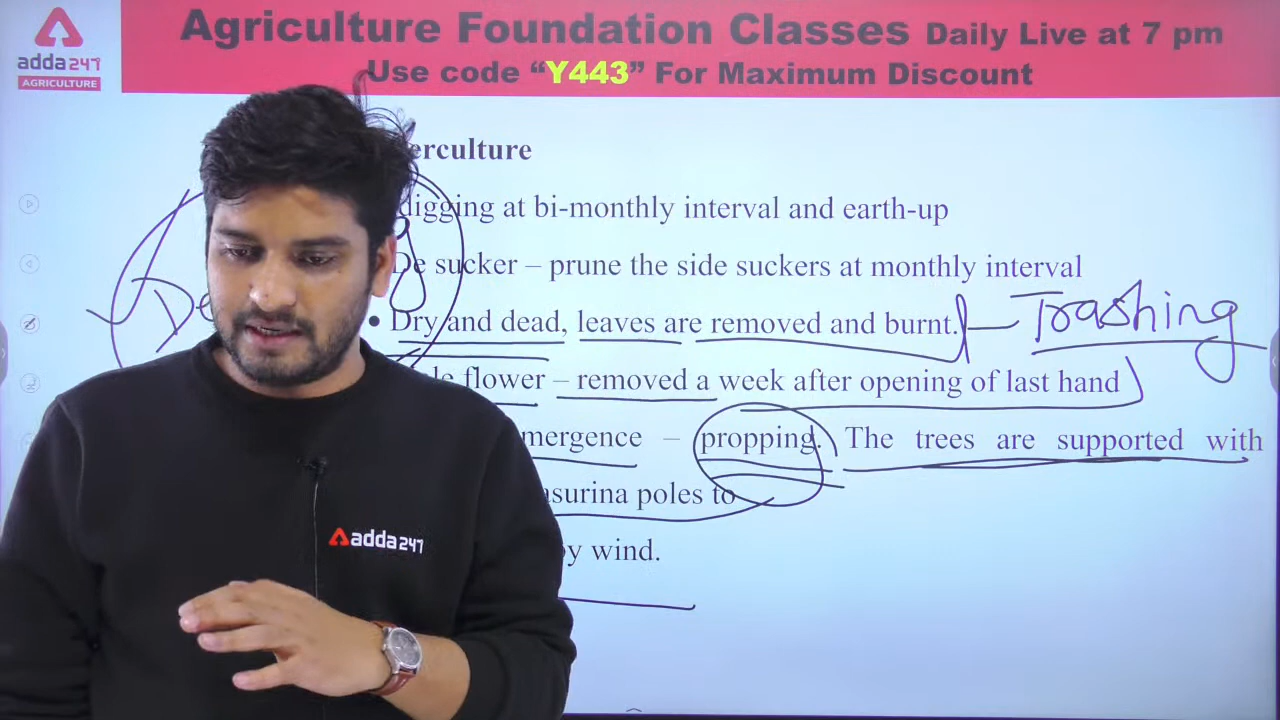 Agriculture Foundation Classes Daily Live at 7 pm
adda247
AGRICULTURE
Use code “Y443” For Maximum Discount
erculture
digging at bi-monthly interval and earth-up
De sucker – prune the side suckers at monthly interval
• Dry and dead, leaves are removed and burnt. – Trashing
flower – removed a week after opening of last hand
mergence – propping. The trees are supported with
asurina poles to
by wind.
adda247